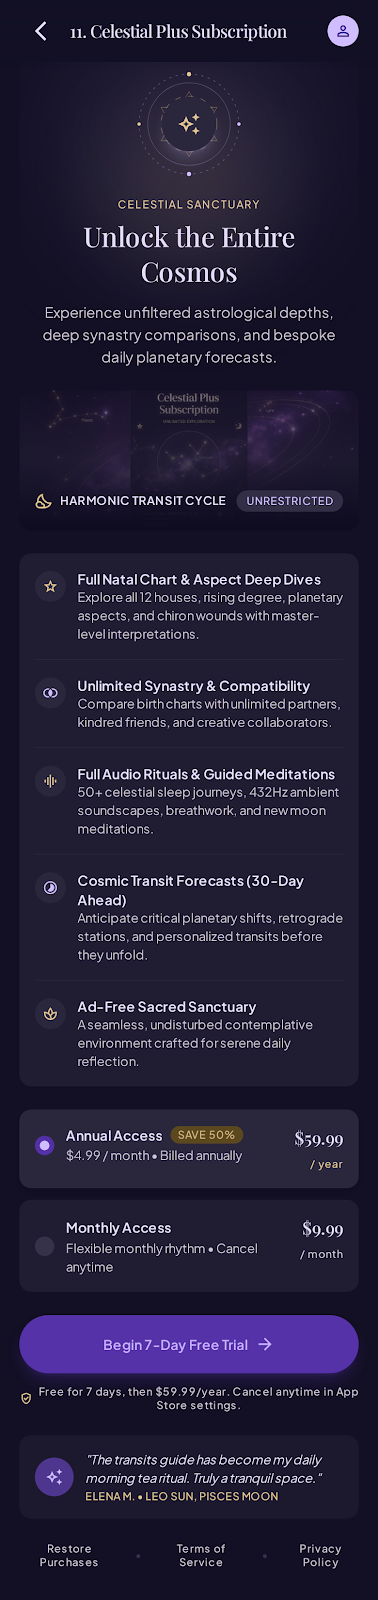 11. Celestial Plus Subscription
CELESTIAL SANCTUARY
Unlock the Entire
Cosmos
Experience unfiltered astrological depths,
deep synastry comparisons, and bespoke
daily planetary forecasts.
Celestial Plus
Subscription
UNLIMITED EXPLORATION
HARMONIC TRANSIT CYCLE
UNRESTRICTED
Full Natal Chart & Aspect Deep Dives
Explore all 12 houses, rising degree, planetary
aspects, and chiron wounds with master-
level interpretations.
Unlimited Synastry & Compatibility
Compare birth charts with unlimited partners,
kindred friends, and creative collaborators.
Full Audio Rituals & Guided Meditations
50+ celestial sleep journeys, 432Hz ambient
soundscapes, breathwork, and new moon
meditations.
Cosmic Transit Forecasts (30-Day
Ahead)
Anticipate critical planetary shifts, retrograde
stations, and personalized transits before
they unfold.
Ad-Free Sacred Sanctuary
A seamless, undisturbed contemplative
environment crafted for serene daily
reflection.
Annual Access SAVE 50%
$4.99 / month • Billed annually
$59.99
/ year
Monthly Access
Flexible monthly rhythm • Cancel
anytime
$9.99
/ month
Begin 7-Day Free Trial
Free for 7 days, then $59.99/year. Cancel anytime in App
Store settings.
"The transits guide has become my daily
morning tea ritual. Truly a tranquil space."
ELENA M. • LEO SUN, PISCES MOON
Restore
Purchases
Terms of
Service
Privacy
Policy